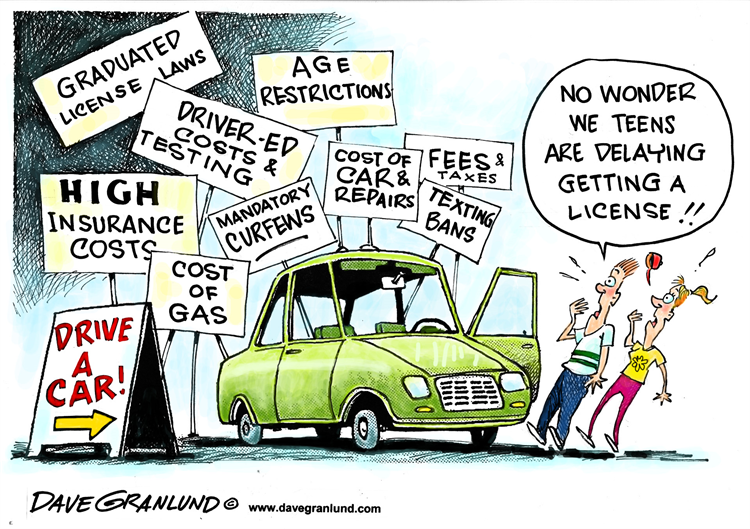 GRADUATED
LICENSE LAWS
AGE
RESTRICTIONS
DRIVER-ED
COSTS &
TESTING
COST OF
CAR &
REPAIRS
FEES &
TAXES
HIGH
INSURANCE
COSTS
MANDATORY
CURFEWS
TEXTING
BANS
COST
OF
GAS
DRIVE
A
CAR!
NO WONDER
WE TEENS
ARE DELAYING
GETTING A
LICENSE!!
!
DAVE GRANLUND © www.davegranlund.com